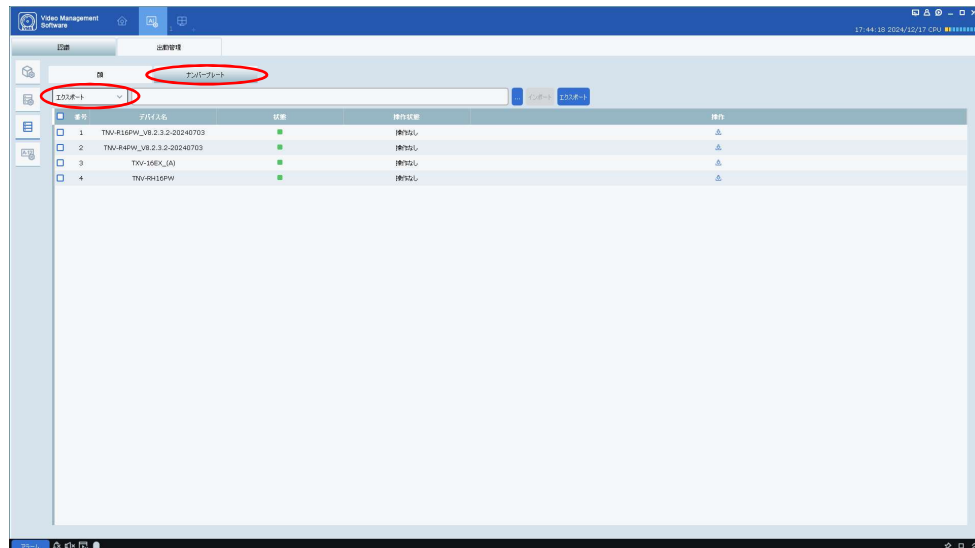 Video Management
Software
17:44:18 2024/12/17 CPU
認識 出勤管理
顔 ナンバープレート
エクスポート ... インポート エクスポート
番号 デバイス名 状態 操作状態 操作
1 TNV-R16PW_V8.2.3.2-20240703 操作なし
2 TNV-R4PW_V8.2.3.2-20240703 操作なし
3 TXV-16EX_(A) 操作なし
4 TNV-RH16PW 操作なし
アラーム